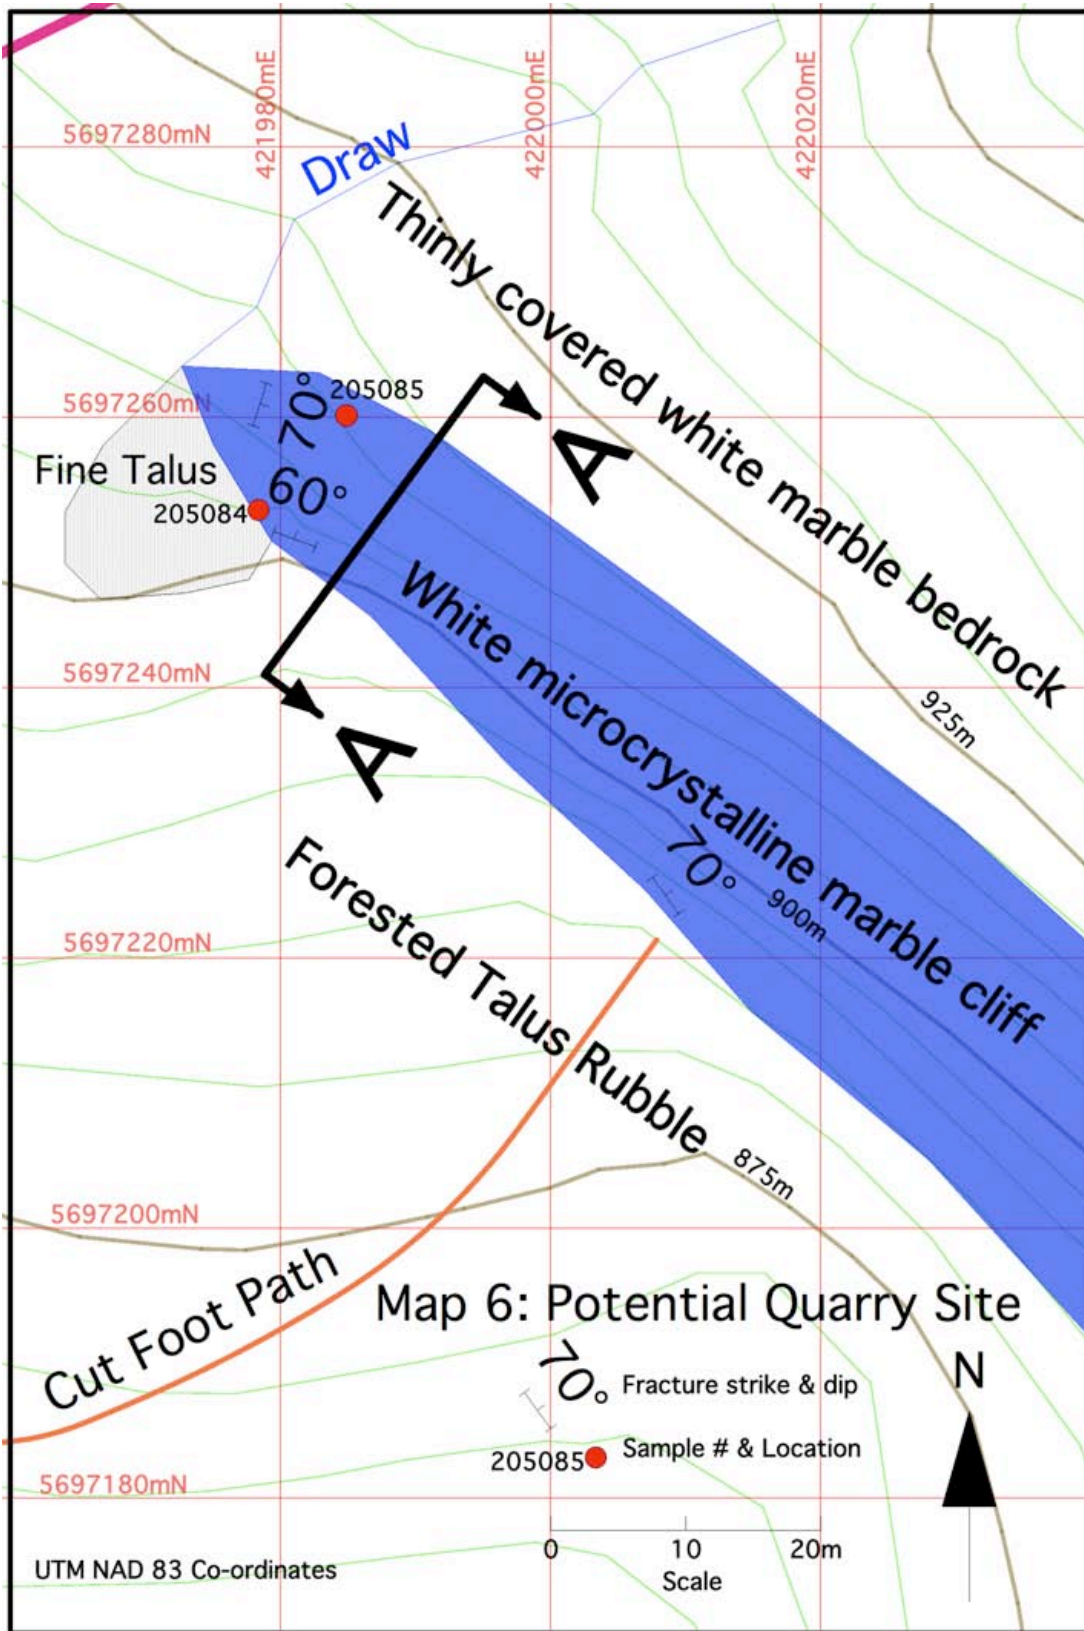 421980mE
422000mE
422020mE
5697280mN
Draw
Thinly covered white marble bedrock
205085
5697260mN
70°
A
Fine Talus
60°
205084
White microcrystalline marble cliff
5697240mN
925m
A
70°
900m
Forested Talus Rubble
5697220mN
875m
5697200mN
Cut Foot Path
Map 6: Potential Quarry Site
N
70°
Fracture strike & dip
205085
Sample # & Location
5697180mN
0 10 20m
Scale
UTM NAD 83 Co-ordinates